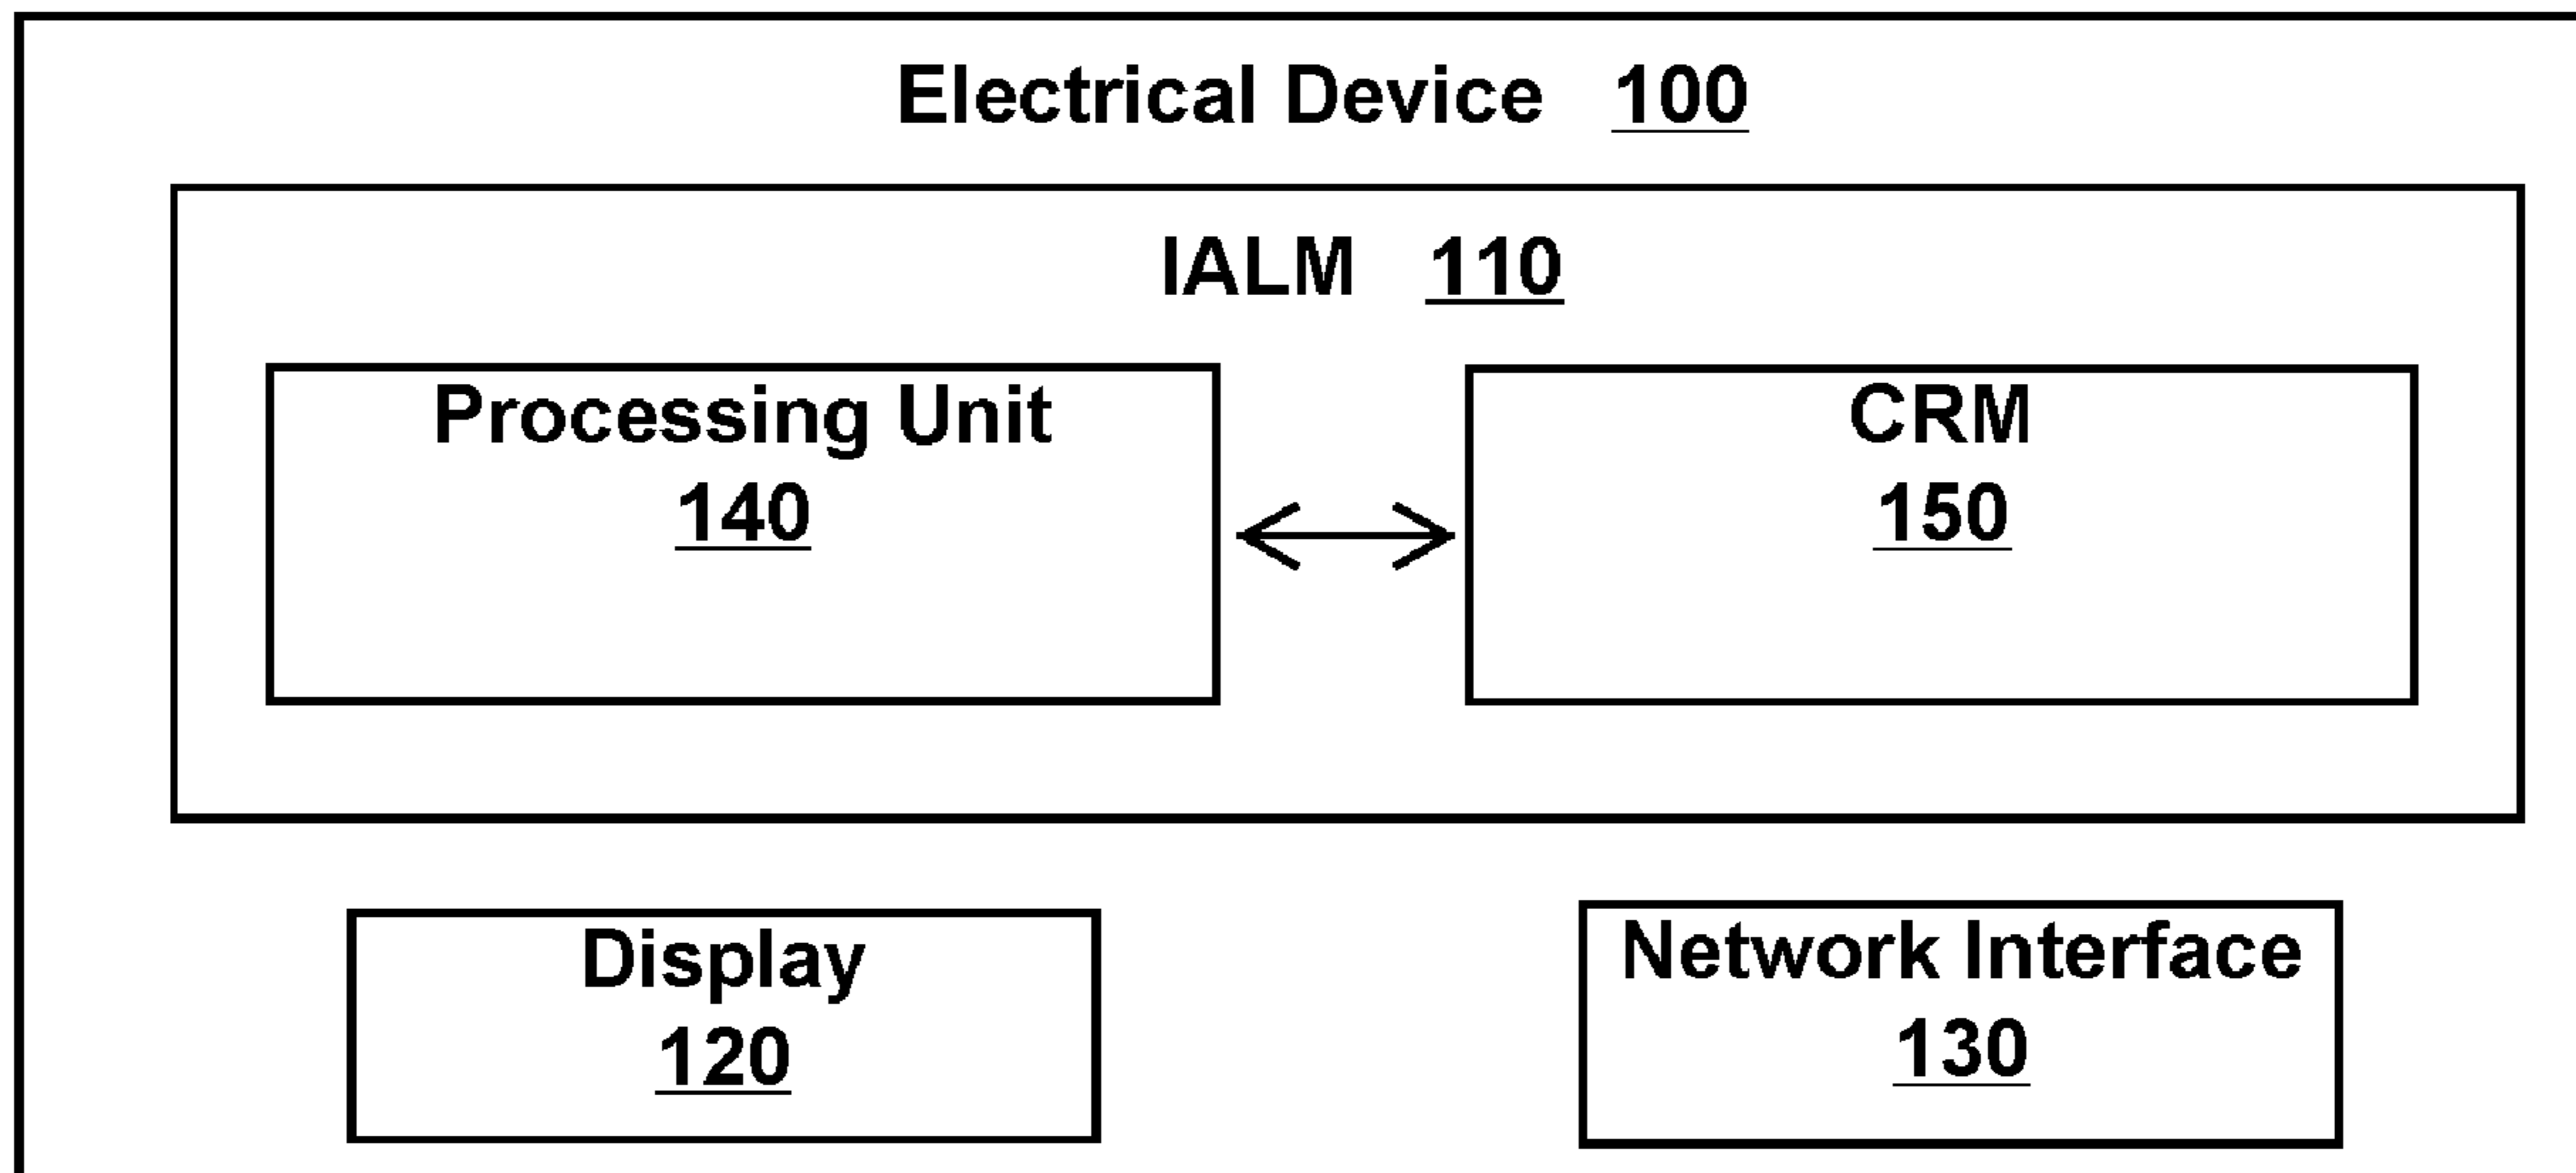 Electrical Device 100
IALM 110
Processing Unit
140
CRM
150
Display
120
Network Interface
130